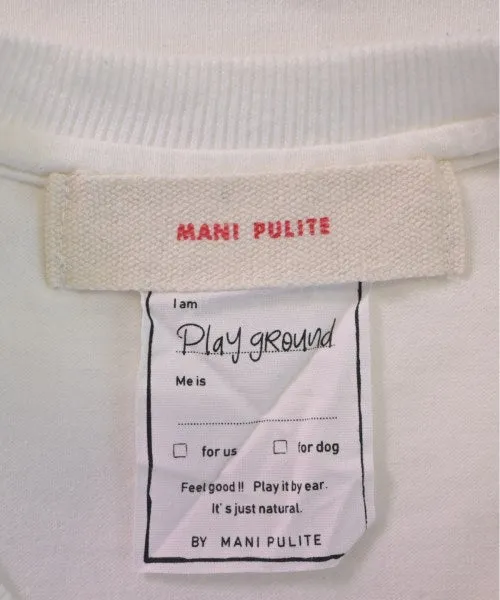 MANI PULITE
I am
Play ground
Me is
for us for dog
Feel good!! Play it by ear.
It's just natural.
BY MANI PULITE